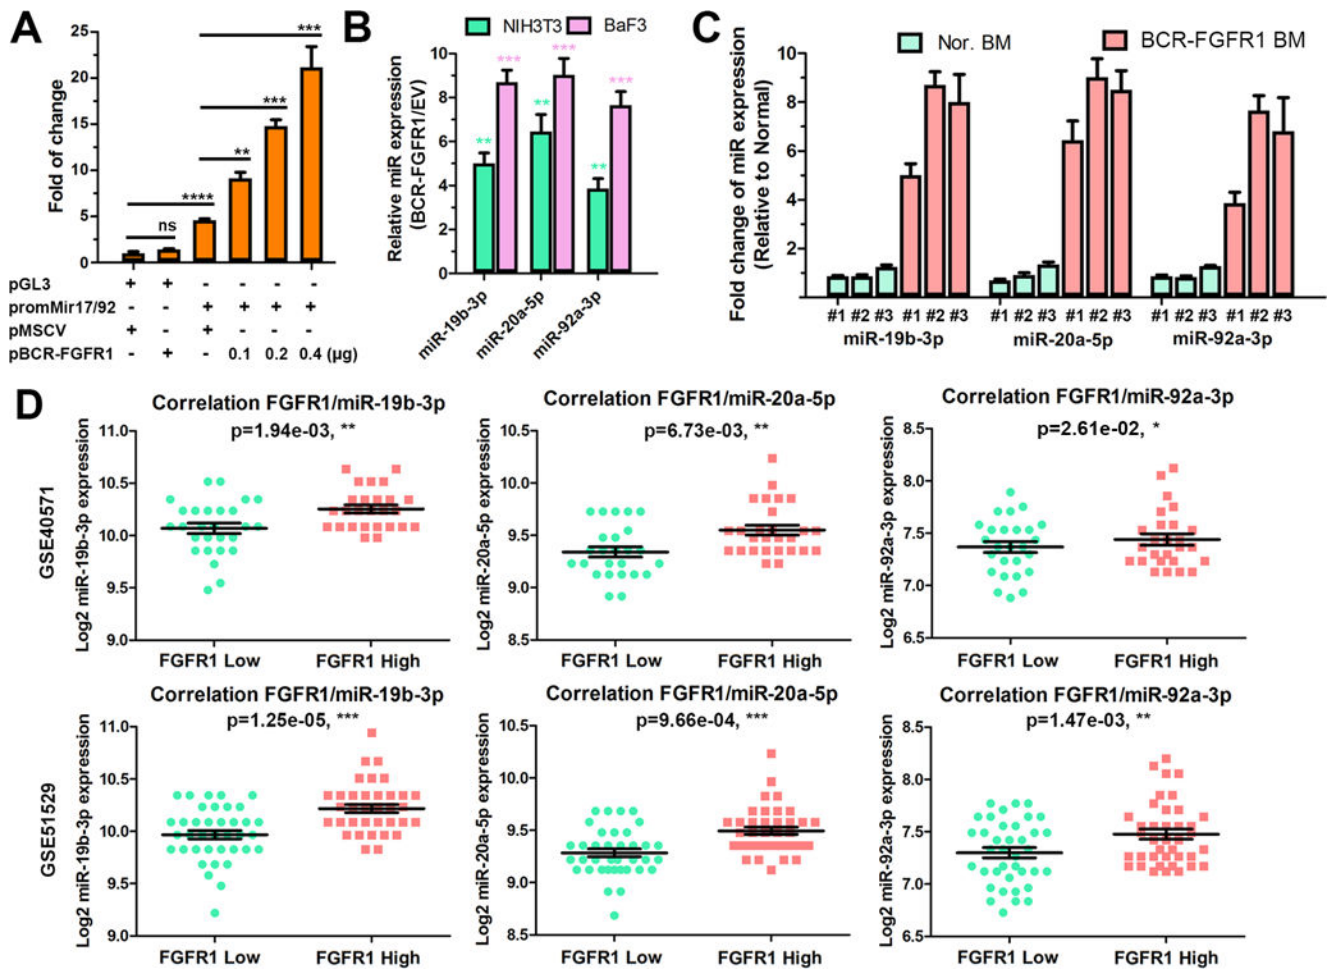 A
Fold of change
25
20
15
10
5
0
***
***
**
****
ns
pGL3 + + - - - -
promMir17/92 - - + + + +
pMSCV + - + - - -
pBCR-FGFR1 - + - 0.1 0.2 0.4 (µg)
B
NIH3T3 BaF3
Relative miR expression
(BCR-FGFR1/EV)
10
8
6
4
2
0
** *** ** *** ** ***
miR-19b-3p
miR-20a-5p
miR-92a-3p
C
Nor. BM BCR-FGFR1 BM
Fold change of miR expression
(Relative to Normal)
10
8
6
4
2
#1 #2 #3 #1 #2 #3 #1 #2 #3 #1 #2 #3 #1 #2 #3 #1 #2 #3
miR-19b-3p miR-20a-5p miR-92a-3p
D
GSE40571
Correlation FGFR1/miR-19b-3p
p=1.94e-03, **
Log2 miR-19b-3p expression
11.0
10.5
10.0
9.5
9.0
FGFR1 Low FGFR1 High
Correlation FGFR1/miR-20a-5p
p=6.73e-03, **
Log2 miR-20a-5p expression
10.5
10.0
9.5
9.0
8.5
FGFR1 Low FGFR1 High
Correlation FGFR1/miR-92a-3p
p=2.61e-02, *
Log2 miR-92a-3p expression
8.5
8.0
7.5
7.0
6.5
FGFR1 Low FGFR1 High
GSE51529
Correlation FGFR1/miR-19b-3p
p=1.25e-05, ***
Log2 miR-19b-3p expression
11.0
10.5
10.0
9.5
9.0
FGFR1 Low FGFR1 High
Correlation FGFR1/miR-20a-5p
p=9.66e-04, ***
Log2 miR-20a-5p expression
10.5
10.0
9.5
9.0
8.5
FGFR1 Low FGFR1 High
Correlation FGFR1/miR-92a-3p
p=1.47e-03, **
Log2 miR-92a-3p expression
8.5
8.0
7.5
7.0
6.5
FGFR1 Low FGFR1 High